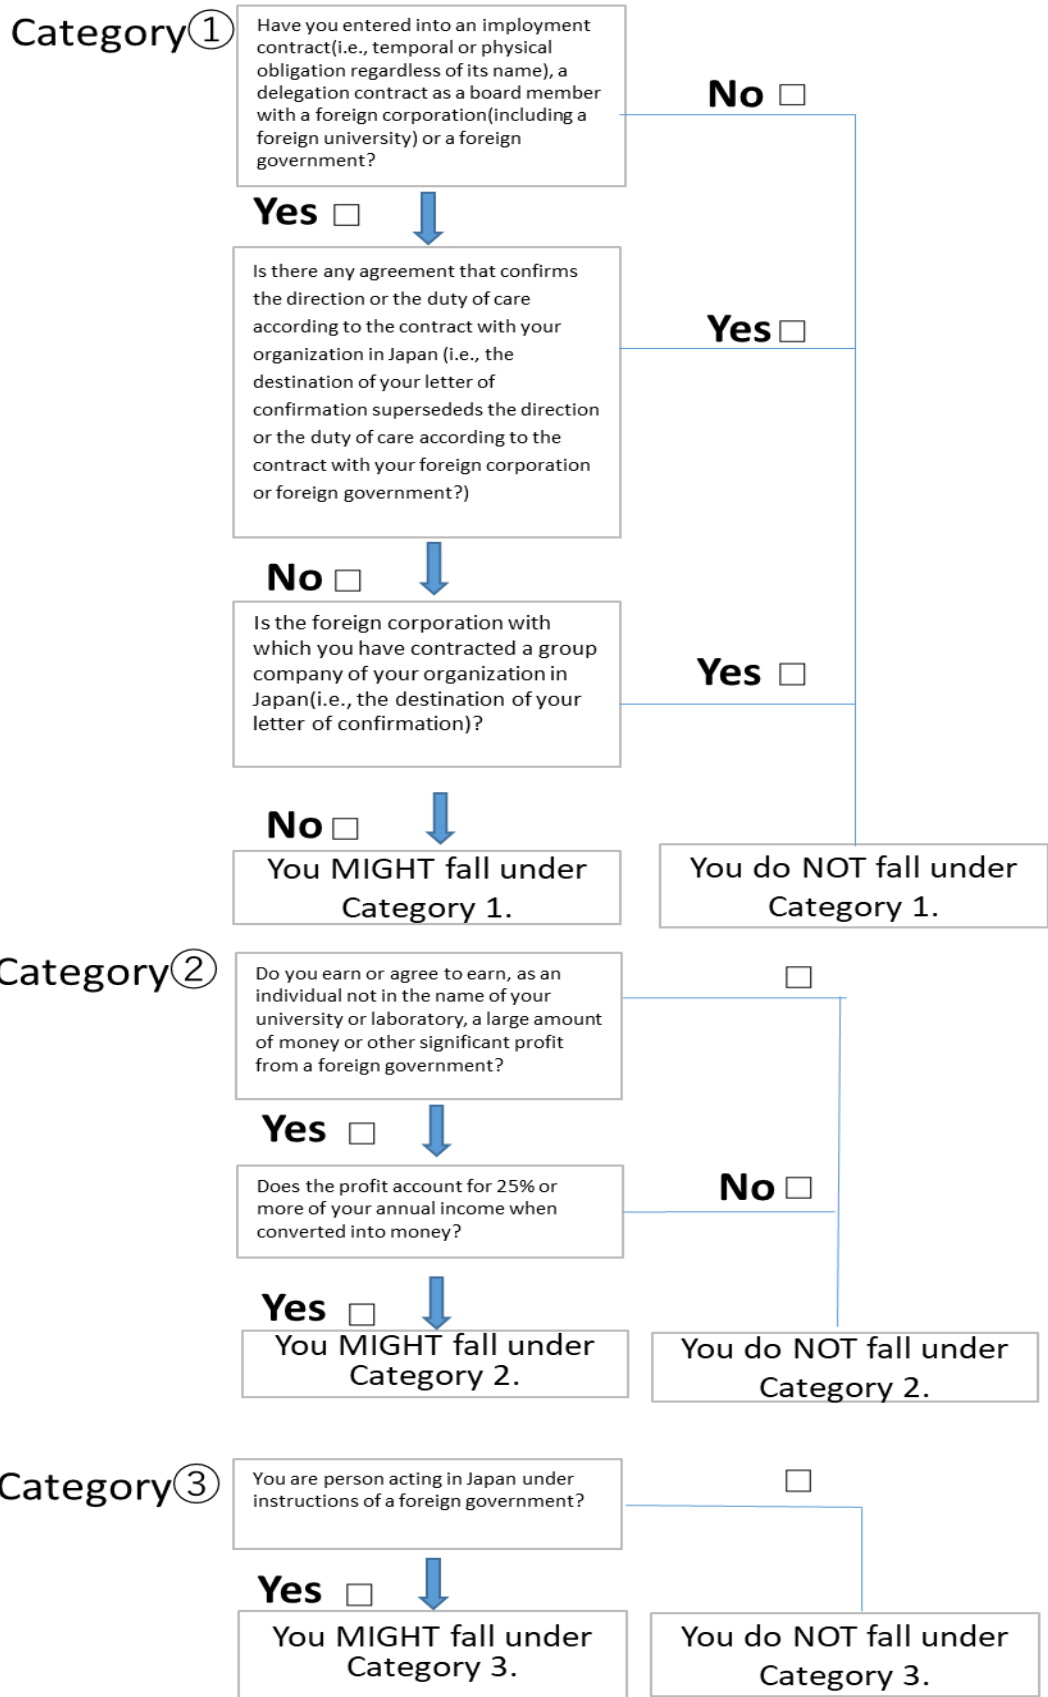 Category①
Have you entered into an imployment
contract(i.e., temporal or physical
obligation regardless of its name), a
delegation contract as a board member
with a foreign corporation(including a
foreign university) or a foreign
government?
No □
Yes □
Is there any agreement that confirms
the direction or the duty of care
according to the contract with your
organization in Japan (i.e., the
destination of your letter of
confirmation supersededs the direction
or the duty of care according to the
contract with your foreign corporation
or foreign government?)
Yes □
No □
Is the foreign corporation with
which you have contracted a group
company of your organization in
Japan(i.e., the destination of your
letter of confirmation)?
Yes □
No □
You MIGHT fall under
Category 1.
You do NOT fall under
Category 1.
Category②
Do you earn or agree to earn, as an
individual not in the name of your
university or laboratory, a large amount
of money or other significant profit
from a foreign government?
□
Yes □
Does the profit account for 25% or
more of your annual income when
converted into money?
No □
Yes □
You MIGHT fall under
Category 2.
You do NOT fall under
Category 2.
Category③
You are person acting in Japan under
instructions of a foreign government?
□
Yes □
You MIGHT fall under
Category 3.
You do NOT fall under
Category 3.